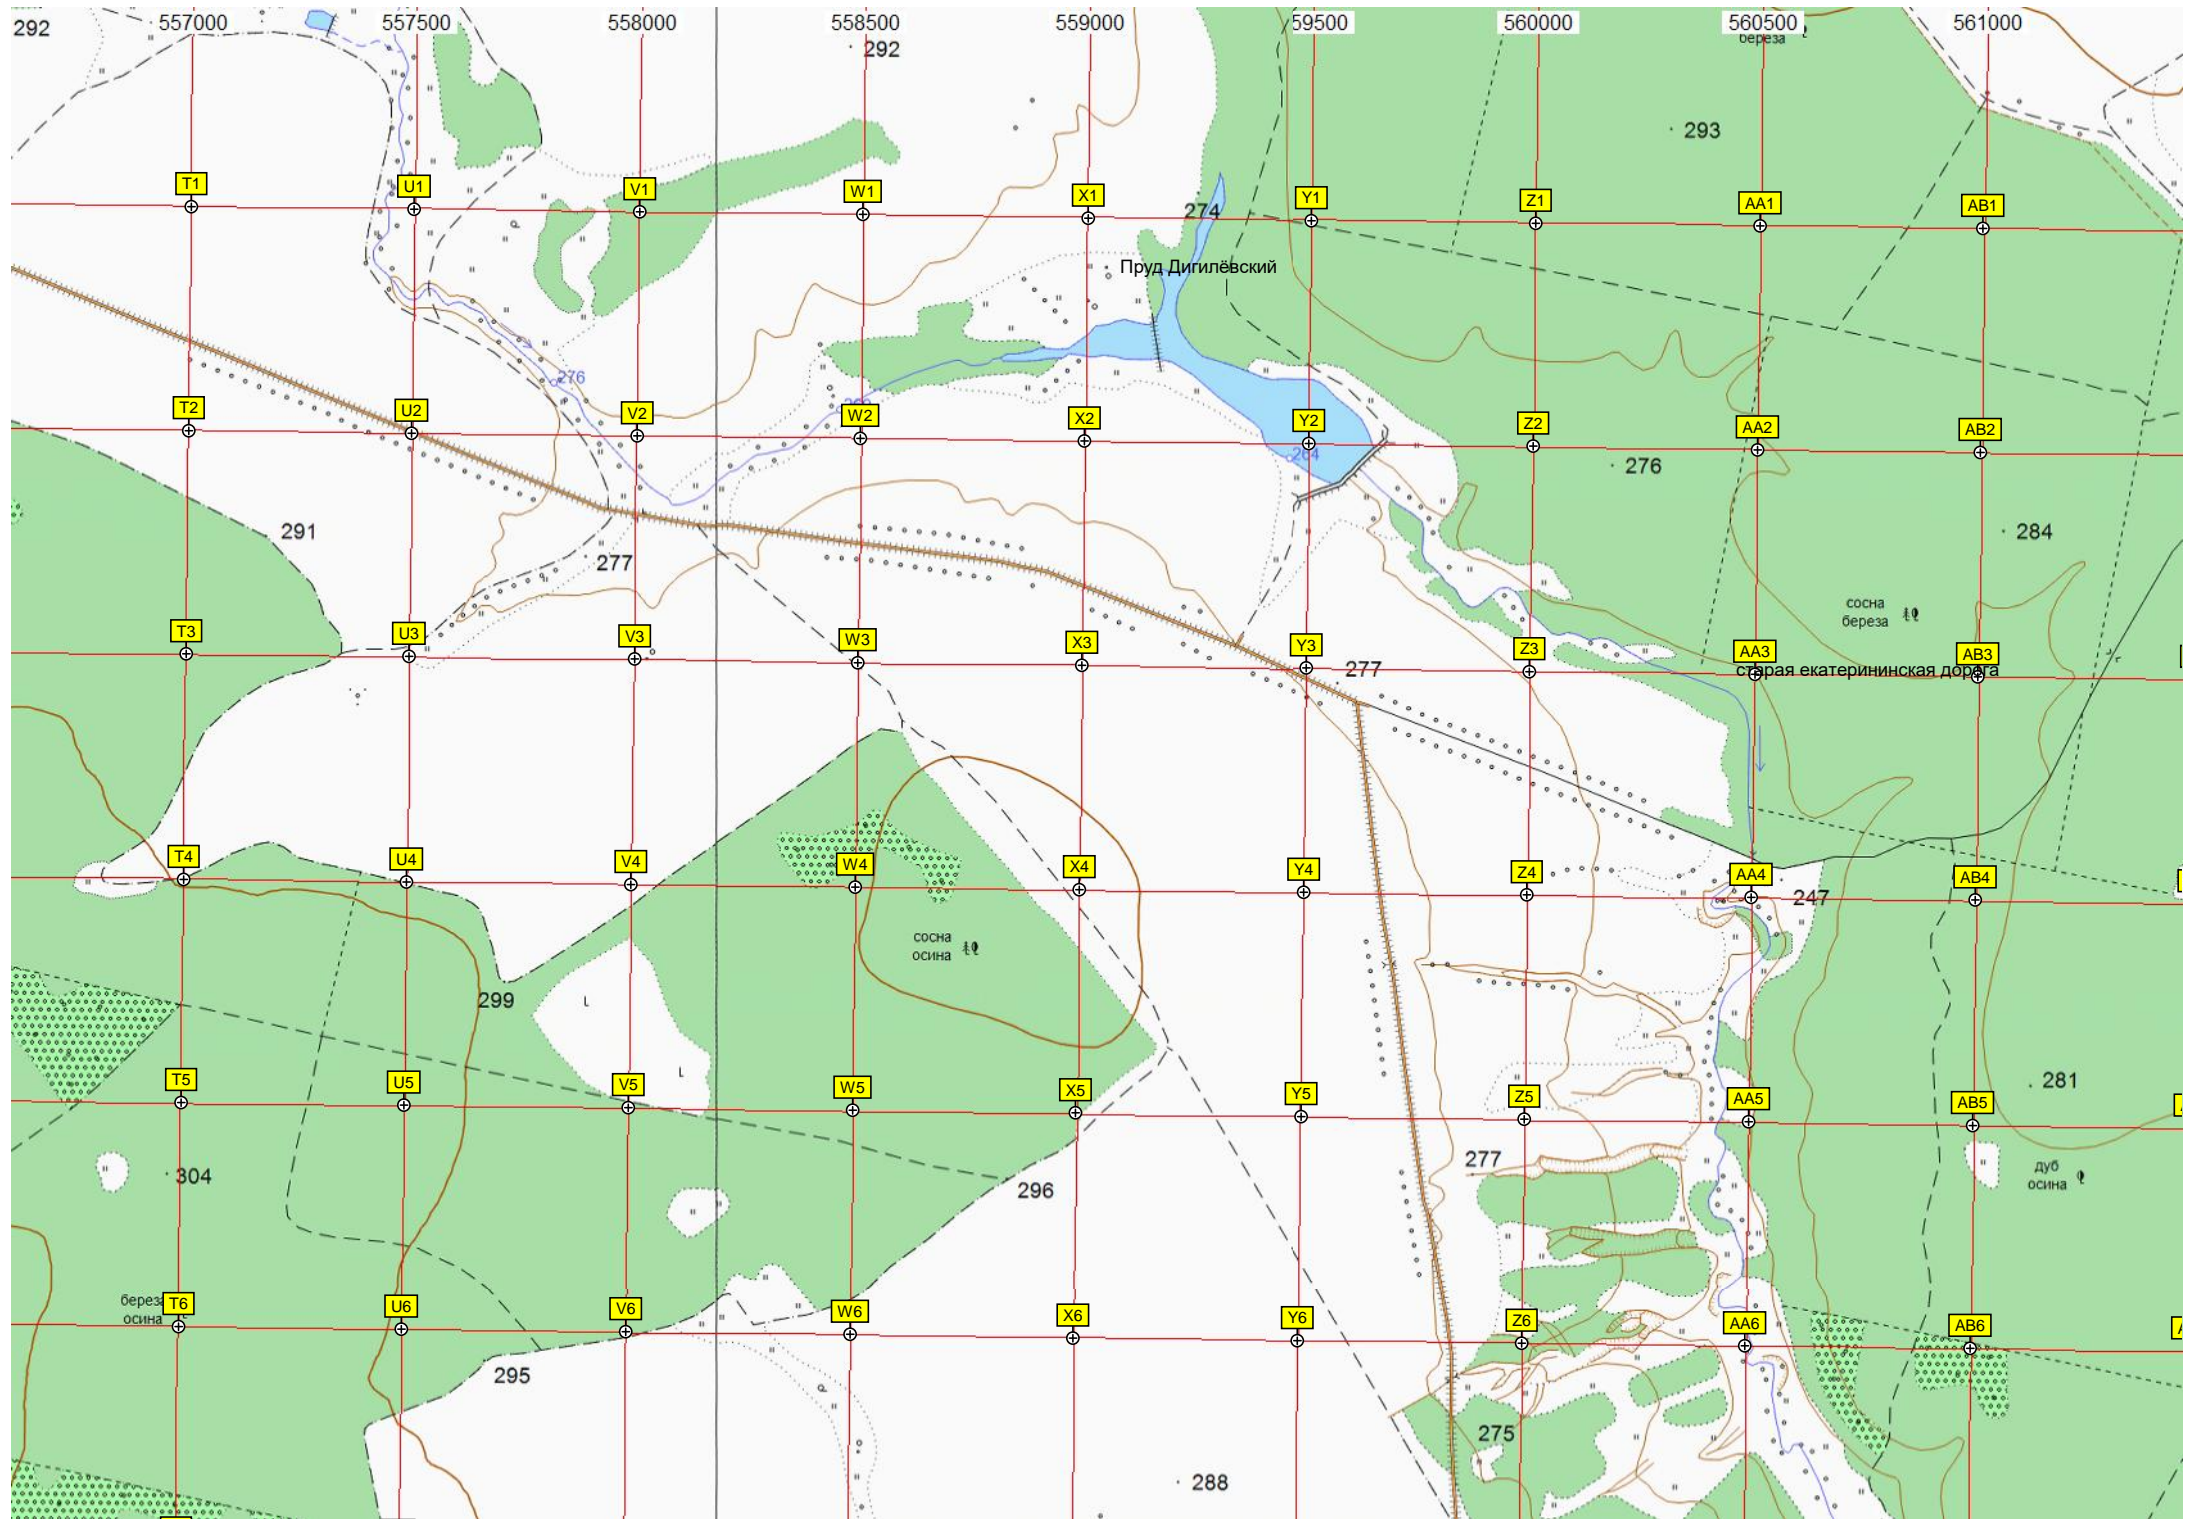 557000 557500 558000 558500 559000 59500 560000 560500 561000
292
292
береза
293
T1 U1 V1 W1 X1 Y1 Z1 AA1 AB1
274
Пруд Дигилёвский
276
T2 U2 V2 W2 X2 Y2 Z2 AA2 AB2
264
276
291
284
277
сосна
береза
T3 U3 V3 W3 X3 Y3 Z3 AA3 AB3
277
старая екатерининская дорога
T4 U4 V4 W4 X4 Y4 Z4 AA4 AB4
247
сосна
осина
299
T5 U5 V5 W5 X5 Y5 Z5 AA5 AB5
281
304
296
277
дуб
осина
береза
осина
T6 U6 V6 W6 X6 Y6 Z6 AA6 AB6
295
275
288